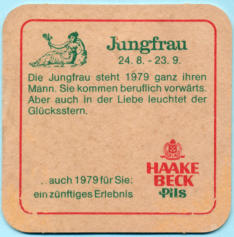 Jungfrau
24. 8. - 23. 9.
Die Jungfrau steht 1979 ganz ihren
Mann. Sie kommen beruflich vorwärts.
Aber auch in der Liebe leuchtet der
Glücksstern.
...auch 1979 für Sie:
ein zünftiges Erlebnis
HAAKE
BECK
Pils